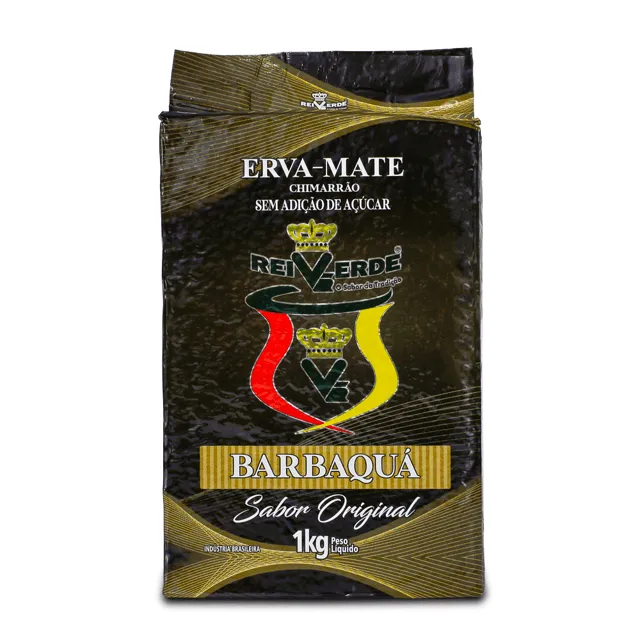 REI VERDE
ERVA-MATE
CHIMARRÃO
SEM ADIÇÃO DE AÇÚCAR
REI VERDE®
O Sabor da Tradição
VR
BARBAQUÁ
Sabor Original
INDÚSTRIA BRASILEIRA
1kg Peso
Líquido